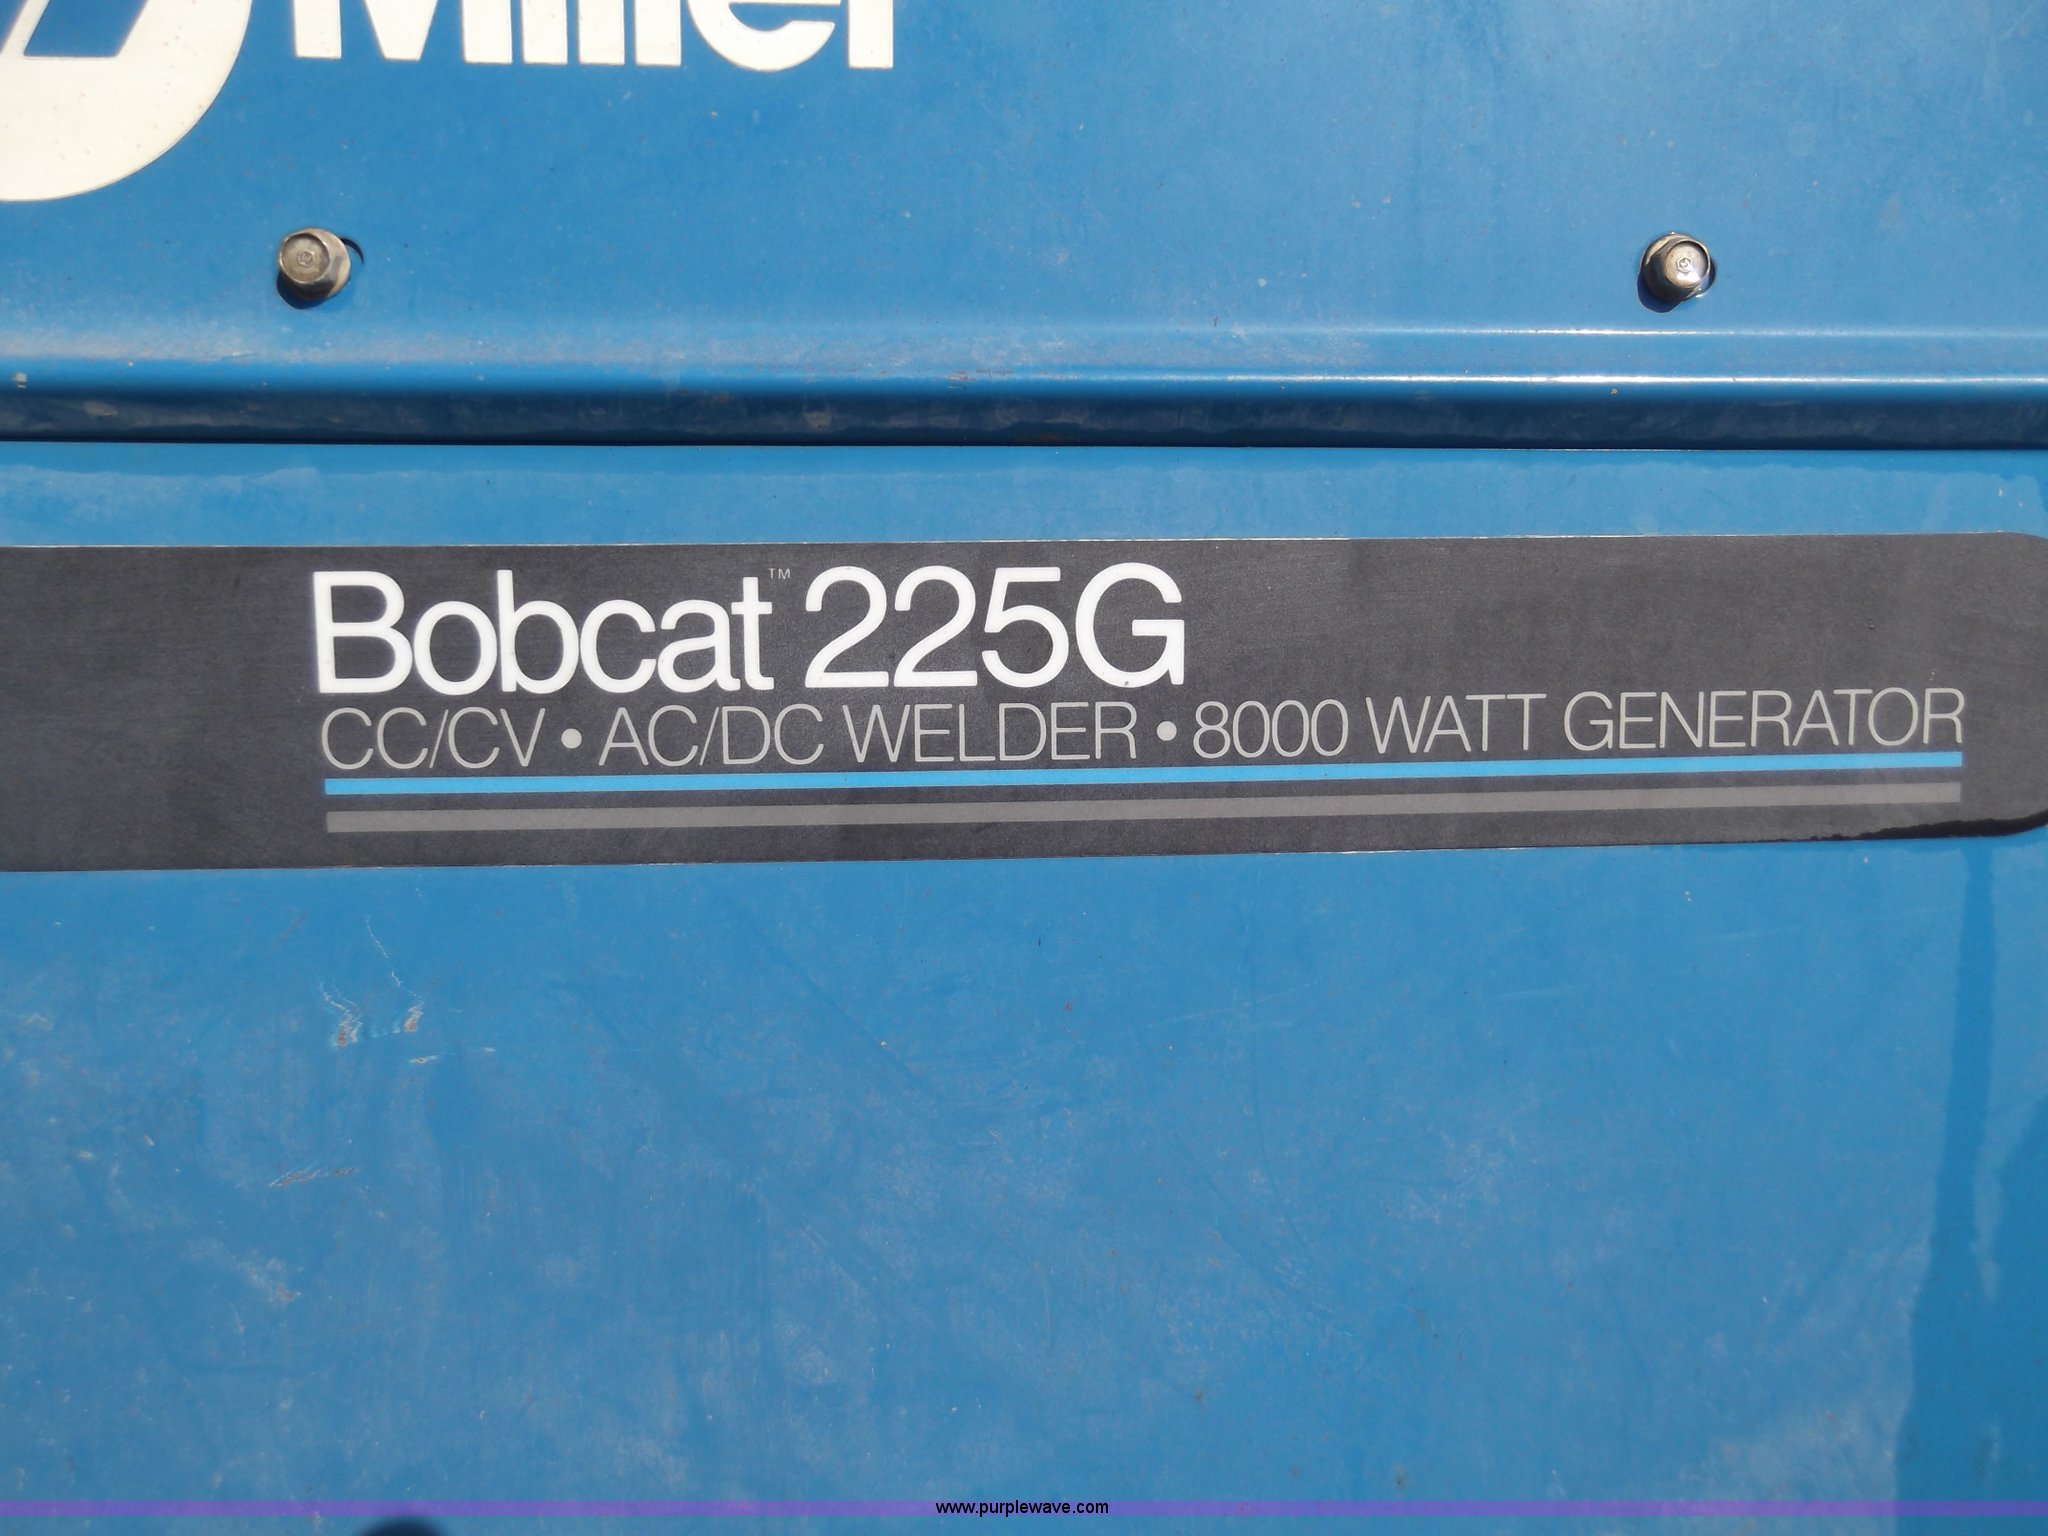 Miller
Bobcat™ 225G
CC/CV • AC/DC WELDER • 8000 WATT GENERATOR
www.purplewave.com